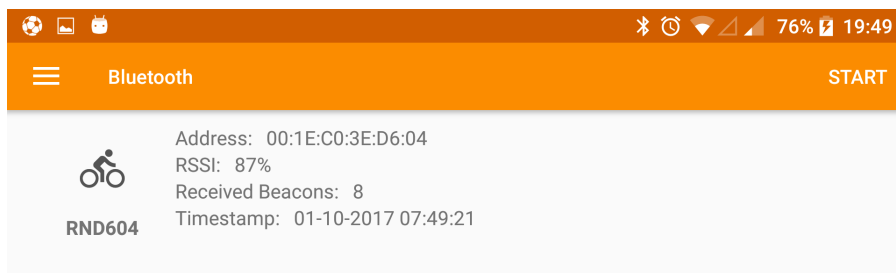 76% 19:49
Bluetooth START
Address: 00:1E:C0:3E:D6:04
RSSI: 87%
Received Beacons: 8
Timestamp: 01-10-2017 07:49:21
RND604